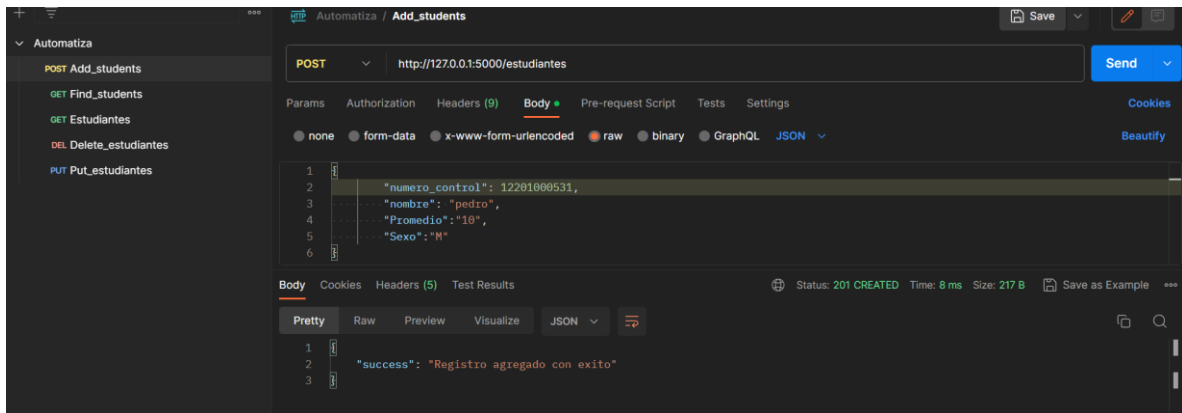 +
HTTP Automatiza / Add_students
Save
Automatiza
POST Add_students
GET Find_students
GET Estudiantes
DEL Delete_estudiantes
PUT Put_estudiantes
POST http://127.0.0.1:5000/estudiantes
Send
Params Authorization Headers (9) Body Pre-request Script Tests Settings Cookies
none form-data x-www-form-urlencoded raw binary GraphQL JSON Beautify
1 {
2 "numero_control": 12201000531,
3 "nombre": "pedro",
4 "Promedio":"10",
5 "Sexo":"M"
6 }
Body Cookies Headers (5) Test Results Status: 201 CREATED Time: 8 ms Size: 217 B Save as Example
Pretty Raw Preview Visualize JSON
1 {
2 "success": "Registro agregado con exito"
3 }